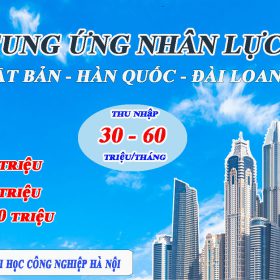 CUNG ỨNG NHÂN LỰC
ẬT BẢN - HÀN QUỐC - ĐÀI LOAN
THU NHẬP
30 - 60
TRIỆU/THÁNG
TRIỆU
TRIỆU
0 TRIỆU
I HỌC CÔNG NGHIỆP HÀ NỘI